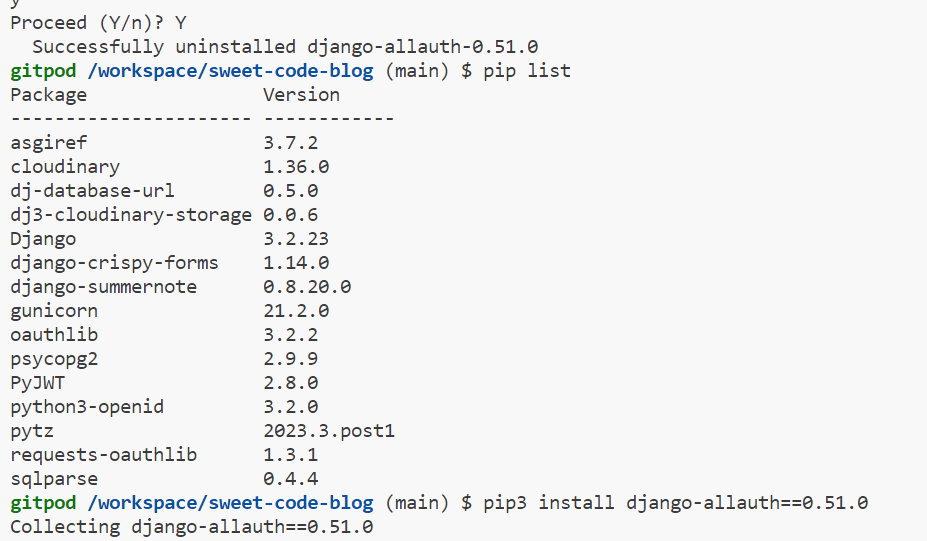 y
Proceed (Y/n)? Y
  Successfully uninstalled django-allauth-0.51.0
gitpod /workspace/sweet-code-blog (main) $ pip list
Package                Version
---------------------- ------------
asgiref                3.7.2
cloudinary             1.36.0
dj-database-url        0.5.0
dj3-cloudinary-storage 0.0.6
Django                 3.2.23
django-crispy-forms    1.14.0
django-summernote      0.8.20.0
gunicorn               21.2.0
oauthlib               3.2.2
psycopg2               2.9.9
PyJWT                  2.8.0
python3-openid         3.2.0
pytz                   2023.3.post1
requests-oauthlib      1.3.1
sqlparse               0.4.4
gitpod /workspace/sweet-code-blog (main) $ pip3 install django-allauth==0.51.0
Collecting django-allauth==0.51.0